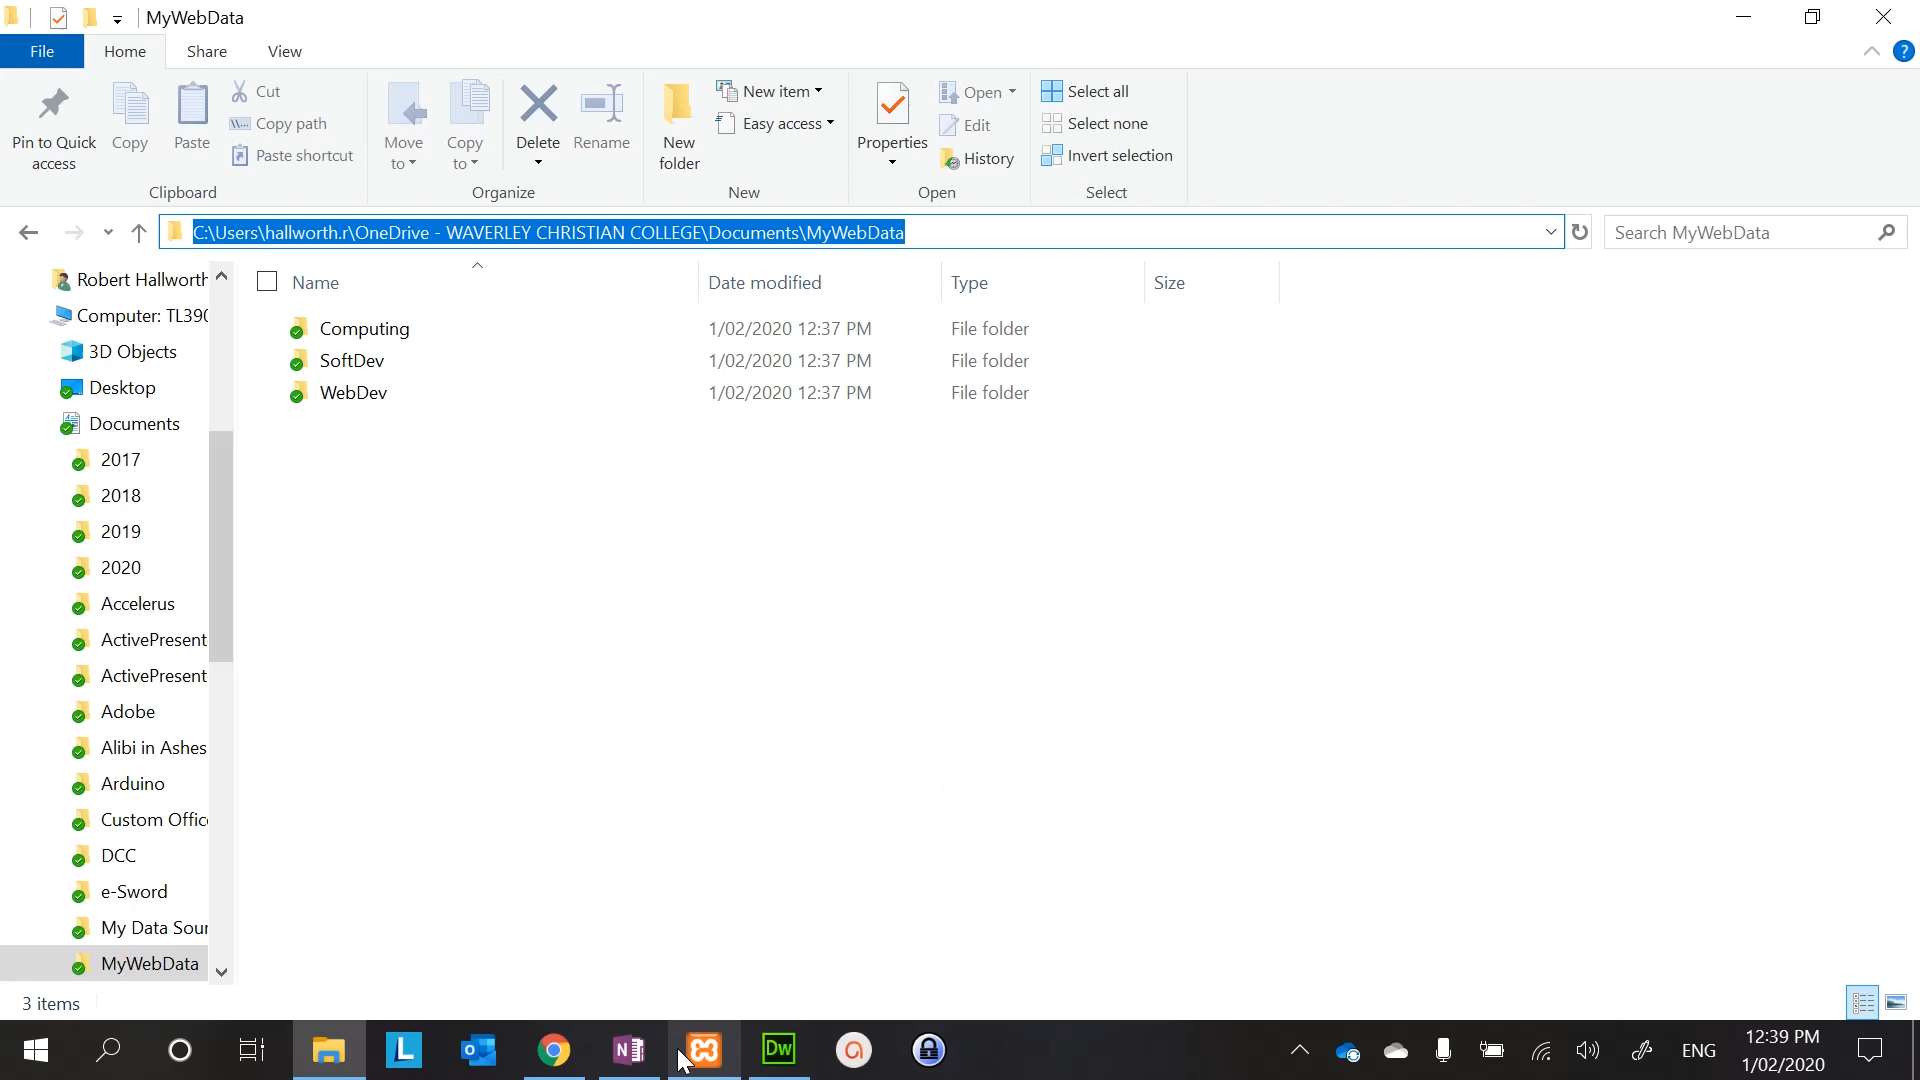 MyWebData
File Home Share View
?
Pin to Quick access
Copy
Paste
Cut
Copy path
Paste shortcut
Clipboard
Move to
Copy to
Delete
Rename
Organize
New folder
New item
Easy access
New
Properties
Open
Edit
History
Open
Select all
Select none
Invert selection
Select
C:\Users\hallworth.r\OneDrive - WAVERLEY CHRISTIAN COLLEGE\Documents\MyWebData
Search MyWebData
Robert Hallworth
Computer: TL390
3D Objects
Desktop
Documents
2017
2018
2019
2020
Accelerus
ActivePresent
ActivePresent
Adobe
Alibi in Ashes
Arduino
Custom Offic
DCC
e-Sword
My Data Sour
MyWebData
Name Date modified Type Size
Computing 1/02/2020 12:37 PM File folder
SoftDev 1/02/2020 12:37 PM File folder
WebDev 1/02/2020 12:37 PM File folder
3 items
L
o
N
Dw
a
ENG
12:39 PM
1/02/2020